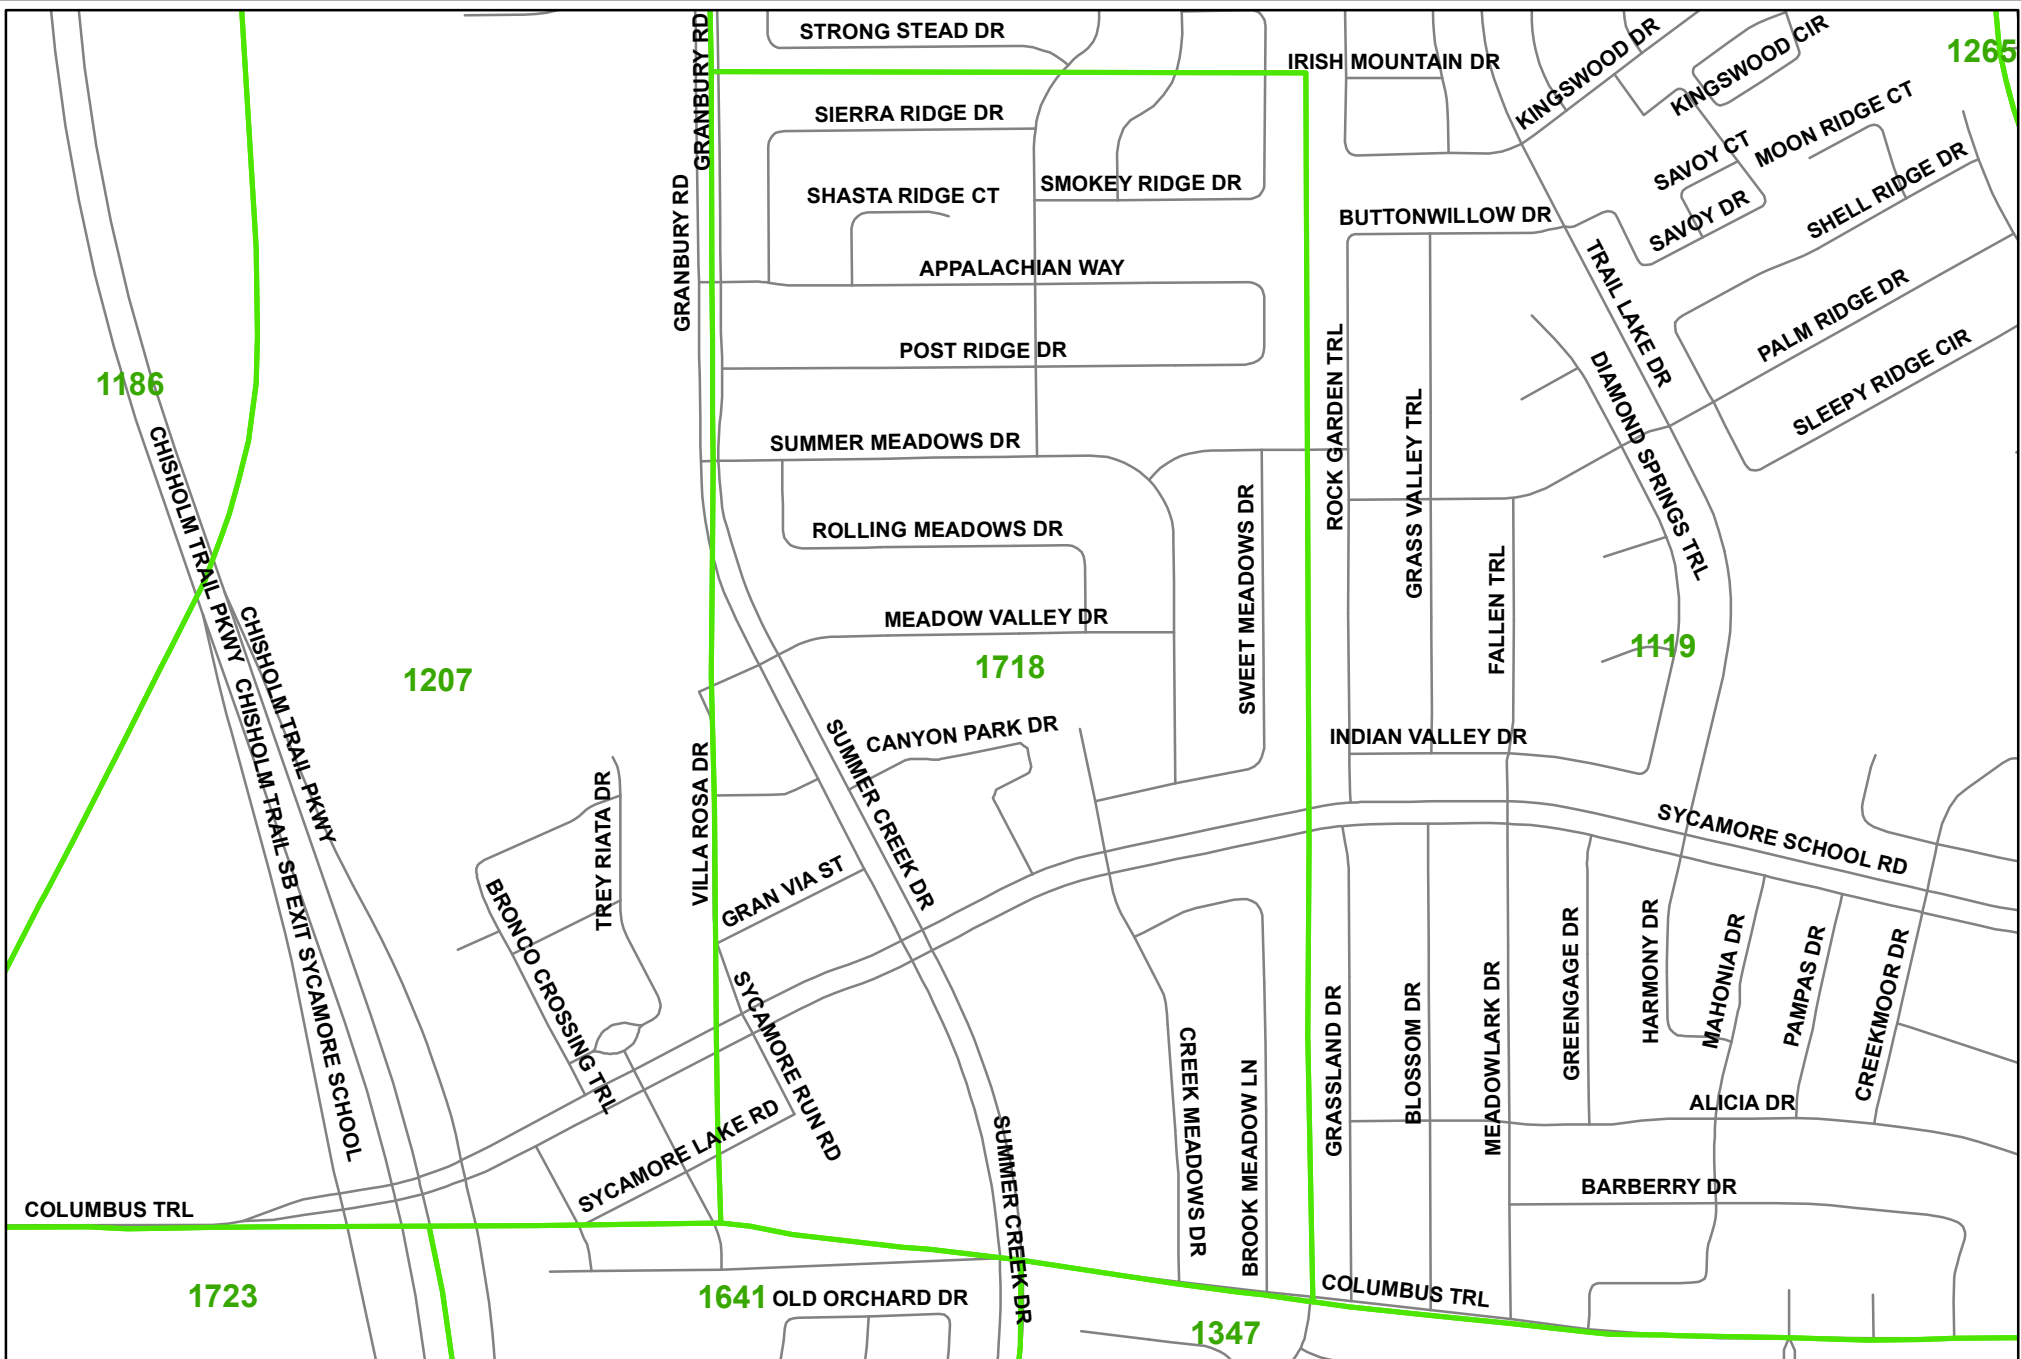 STRONG STEAD DR
GRANBURY RD
IRISH MOUNTAIN DR
KINGSWOOD DR
KINGSWOOD CIR
1265
SIERRA RIDGE DR
MOON RIDGE CT
SAVOY CT
SHASTA RIDGE CT
SMOKEY RIDGE DR
GRANBURY RD
BUTTONWILLOW DR
SAVOY DR
SHELL RIDGE DR
APPALACHIAN WAY
TRAIL LAKE DR
PALM RIDGE DR
POST RIDGE DR
1186
DIAMOND SPRINGS TRL
SLEEPY RIDGE CIR
ROCK GARDEN TRL
GRASS VALLEY TRL
SUMMER MEADOWS DR
CHISHOLM TRAIL PKWY
ROLLING MEADOWS DR
SWEET MEADOWS DR
FALLEN TRL
MEADOW VALLEY DR
1119
1718
1207
CHISHOLM TRAIL PKWY
CHISHOLM TRAIL SB EXIT SYCAMORE SCHOOL
CANYON PARK DR
SUMMER CREEK DR
INDIAN VALLEY DR
VILLA ROSA DR
TREY RIATA DR
SYCAMORE SCHOOL RD
GRAN VIA ST
BRONCO CROSSING TRL
SYCAMORE RUN RD
GRASSLAND DR
BLOSSOM DR
MEADOWLARK DR
GREENGAGE DR
HARMONY DR
MAHONIA DR
PAMPAS DR
CREEKMOOR DR
CREEK MEADOWS DR
BROOK MEADOW LN
ALICIA DR
SYCAMORE LAKE RD
SUMMER CREEK DR
BARBERRY DR
COLUMBUS TRL
COLUMBUS TRL
1723
1641
OLD ORCHARD DR
1347